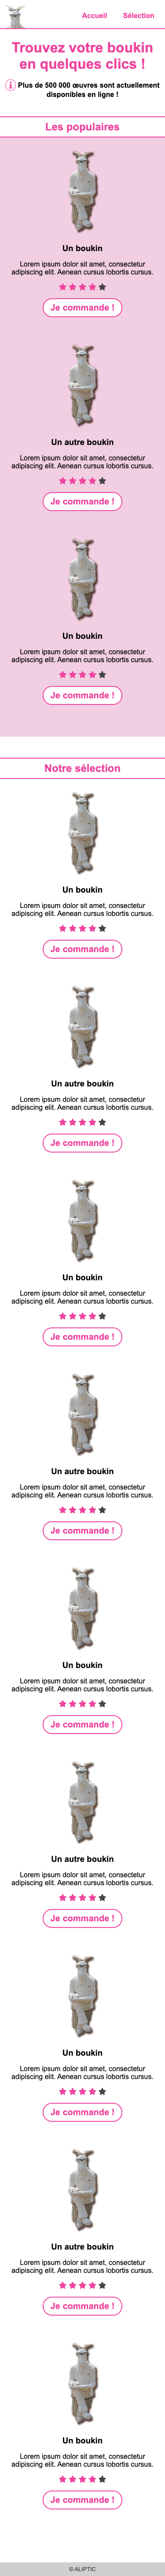 Accueil Sélection
Trouvez votre boukin
en quelques clics !
Plus de 500 000 œuvres sont actuellement
disponibles en ligne !
Les populaires
Un boukin
Lorem ipsum dolor sit amet, consectetur
adipiscing elit. Aenean cursus lobortis cursus.
Je commande !
Un autre boukin
Lorem ipsum dolor sit amet, consectetur
adipiscing elit. Aenean cursus lobortis cursus.
Je commande !
Un boukin
Lorem ipsum dolor sit amet, consectetur
adipiscing elit. Aenean cursus lobortis cursus.
Je commande !
Notre sélection
Un boukin
Lorem ipsum dolor sit amet, consectetur
adipiscing elit. Aenean cursus lobortis cursus.
Je commande !
Un autre boukin
Lorem ipsum dolor sit amet, consectetur
adipiscing elit. Aenean cursus lobortis cursus.
Je commande !
Un boukin
Lorem ipsum dolor sit amet, consectetur
adipiscing elit. Aenean cursus lobortis cursus.
Je commande !
Un autre boukin
Lorem ipsum dolor sit amet, consectetur
adipiscing elit. Aenean cursus lobortis cursus.
Je commande !
Un boukin
Lorem ipsum dolor sit amet, consectetur
adipiscing elit. Aenean cursus lobortis cursus.
Je commande !
Un autre boukin
Lorem ipsum dolor sit amet, consectetur
adipiscing elit. Aenean cursus lobortis cursus.
Je commande !
Un boukin
Lorem ipsum dolor sit amet, consectetur
adipiscing elit. Aenean cursus lobortis cursus.
Je commande !
Un autre boukin
Lorem ipsum dolor sit amet, consectetur
adipiscing elit. Aenean cursus lobortis cursus.
Je commande !
Un boukin
Lorem ipsum dolor sit amet, consectetur
adipiscing elit. Aenean cursus lobortis cursus.
Je commande !
© ALIPTIC